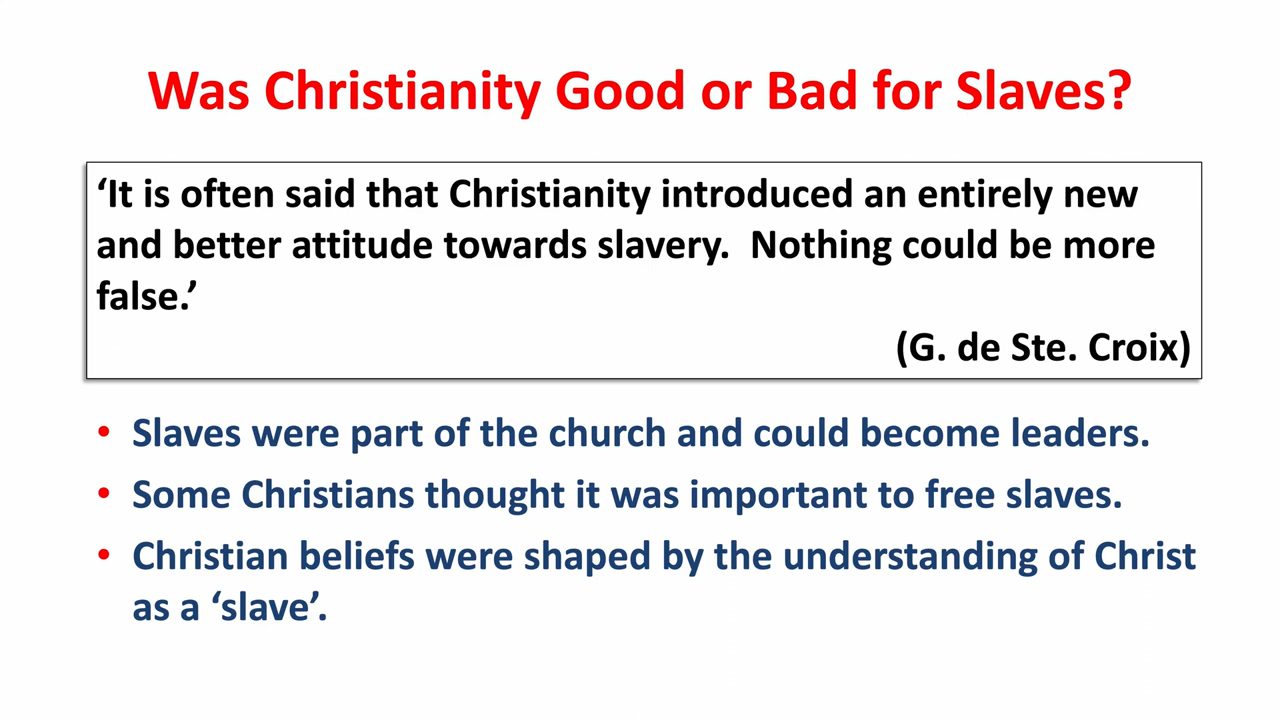 Was Christianity Good or Bad for Slaves?
‘It is often said that Christianity introduced an entirely new
and better attitude towards slavery.  Nothing could be more
false.’
(G. de Ste. Croix)
• Slaves were part of the church and could become leaders.
• Some Christians thought it was important to free slaves.
• Christian beliefs were shaped by the understanding of Christ
as a ‘slave’.